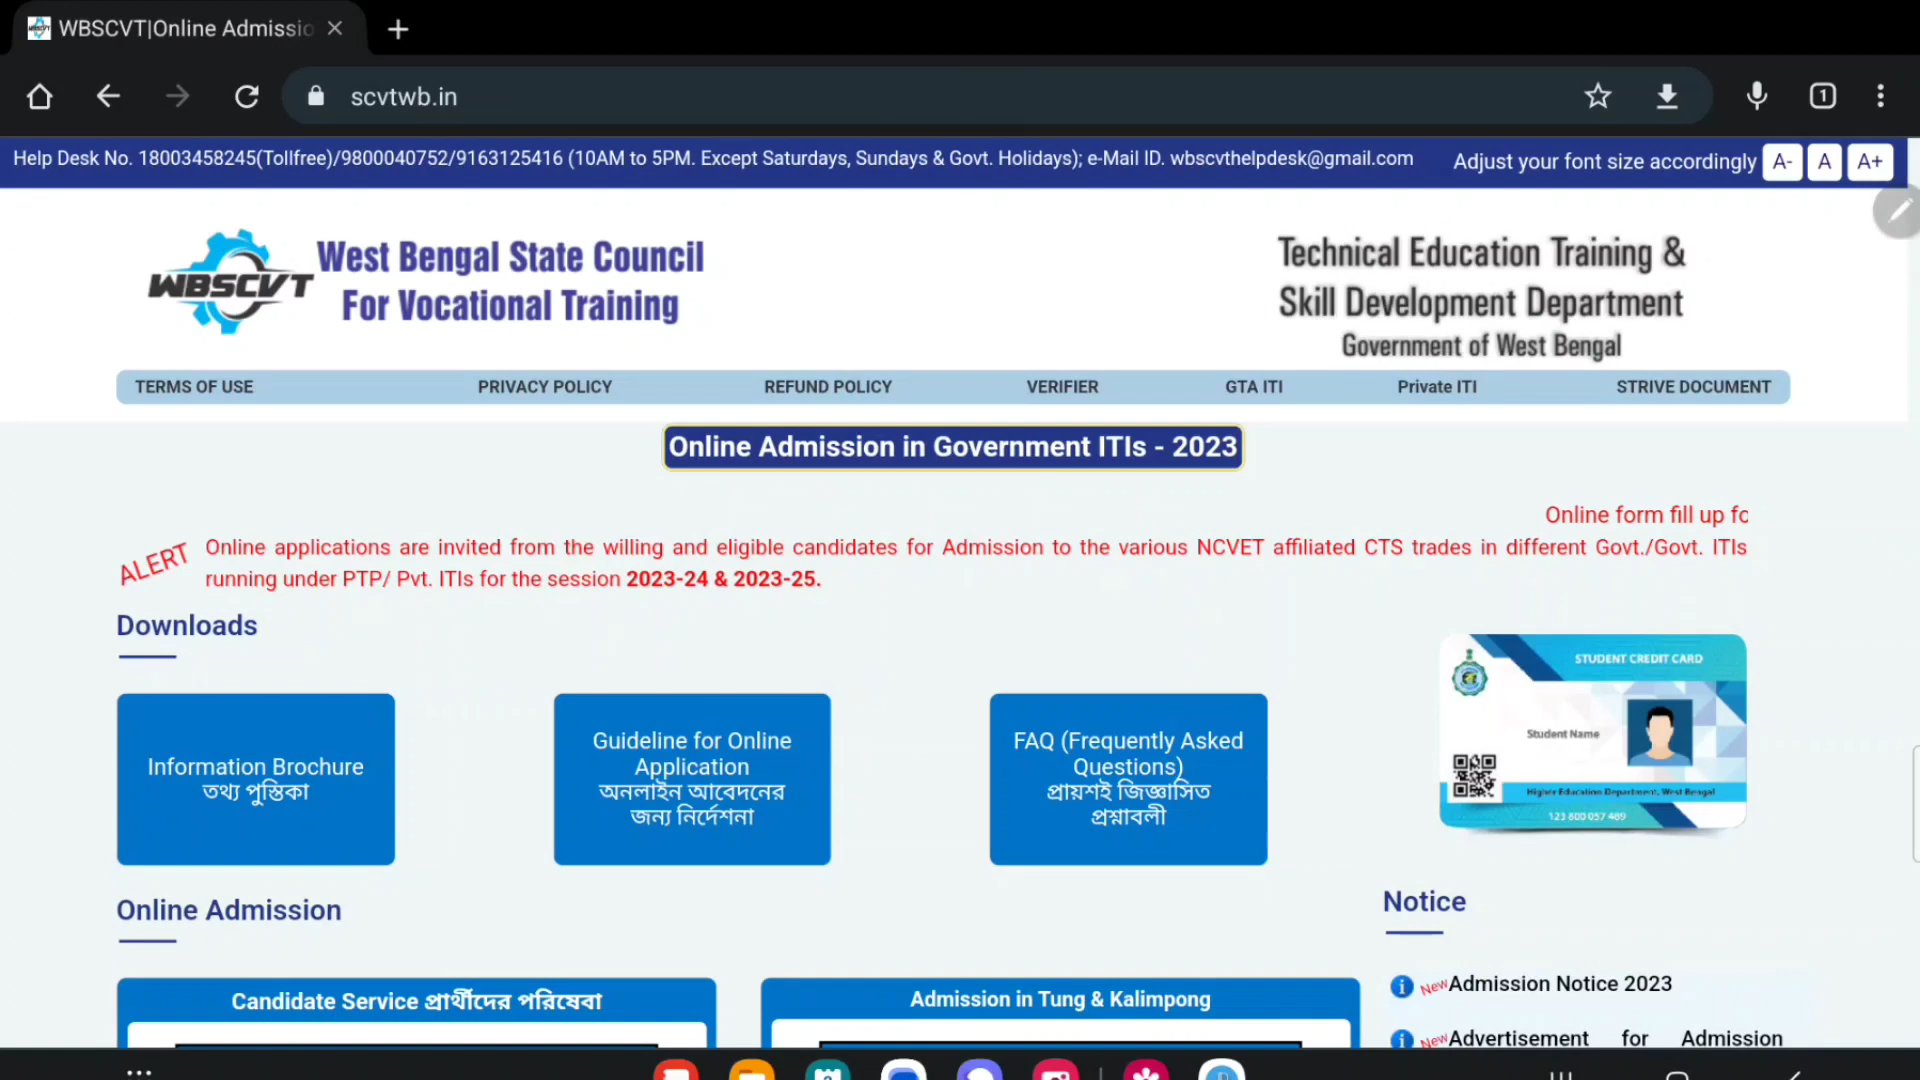 WBSCVT|Online Admissio
scvtwb.in
1
Help Desk No. 18003458245(Tollfree)/9800040752/9163125416 (10AM to 5PM. Except Saturdays, Sundays & Govt. Holidays); e-Mail ID. wbscvthelpdesk@gmail.com
Adjust your font size accordingly A- A A+
WBSCVT
West Bengal State Council
For Vocational Training
Technical Education Training &
Skill Development Department
Government of West Bengal
TERMS OF USE PRIVACY POLICY REFUND POLICY VERIFIER GTA ITI Private ITI STRIVE DOCUMENT
Online Admission in Government ITIs - 2023
Online form fill up fo
ALERT
Online applications are invited from the willing and eligible candidates for Admission to the various NCVET affiliated CTS trades in different Govt./Govt. ITIs
running under PTP/ Pvt. ITIs for the session 2023-24 & 2023-25.
Downloads
Information Brochure
তথ্য পুস্তিকা
Guideline for Online
Application
অনলাইন আবেদনের
জন্য নির্দেশনা
FAQ (Frequently Asked
Questions)
প্রায়শই জিজ্ঞাসিত
প্রশ্নাবলী
STUDENT CREDIT CARD
Student Name
Higher Education Department, West Bengal
123 800 057 489
Online Admission
Candidate Service প্রার্থীদের পরিষেবা
Admission in Tung & Kalimpong
Notice
New Admission Notice 2023
New Advertisement for Admission